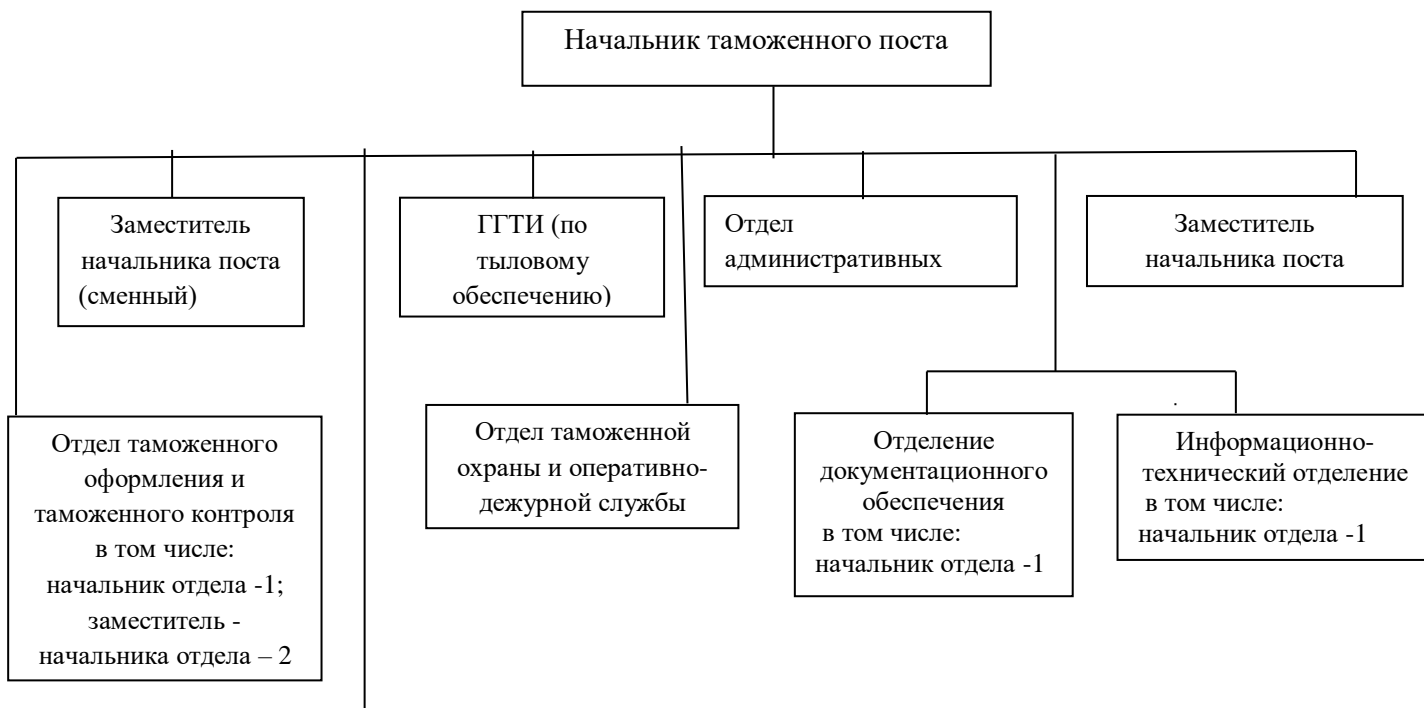 Начальник таможенного поста
Заместитель
начальника поста
(сменный)
ГГТИ (по
тыловому
обеспечению)
Отдел
административных
Заместитель
начальника поста
Отдел таможенного
оформления и
таможенного контроля
в том числе:
начальник отдела -1;
заместитель -
начальника отдела – 2
Отдел таможенной
охраны и оперативно-
дежурной службы
Отделение
документационного
обеспечения
в том числе:
начальник отдела -1
Информационно-
технический отделение
в том числе:
начальник отдела -1